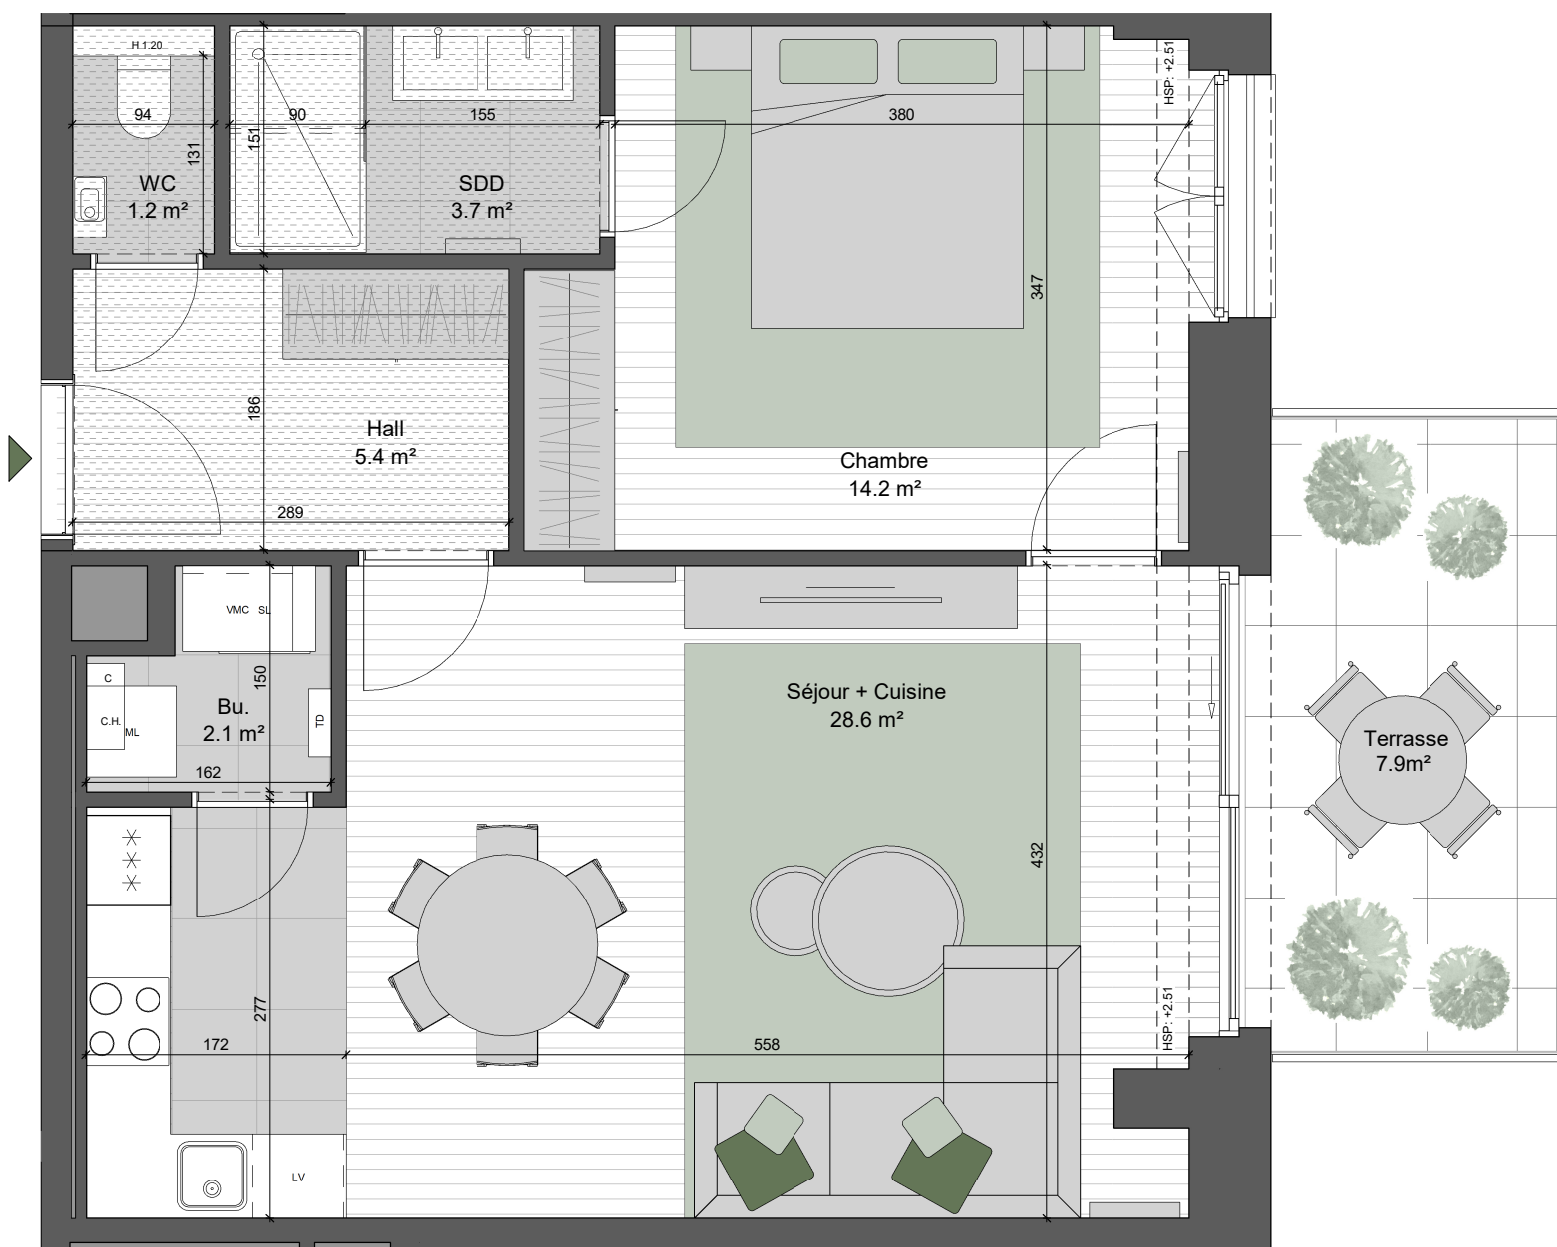 H 1.20
HSP: +2.51
94
90
155
380
151
131
WC
1.2 m²
SDD
3.7 m²
347
186
Hall
5.4 m²
Chambre
14.2 m²
289
VMC SL
150
C
C.H.
ML
Bu.
2.1 m²
TD
162
Séjour + Cuisine
28.6 m²
Terrasse
7.9m²
432
277
HSP: +2.51
172
558
LV